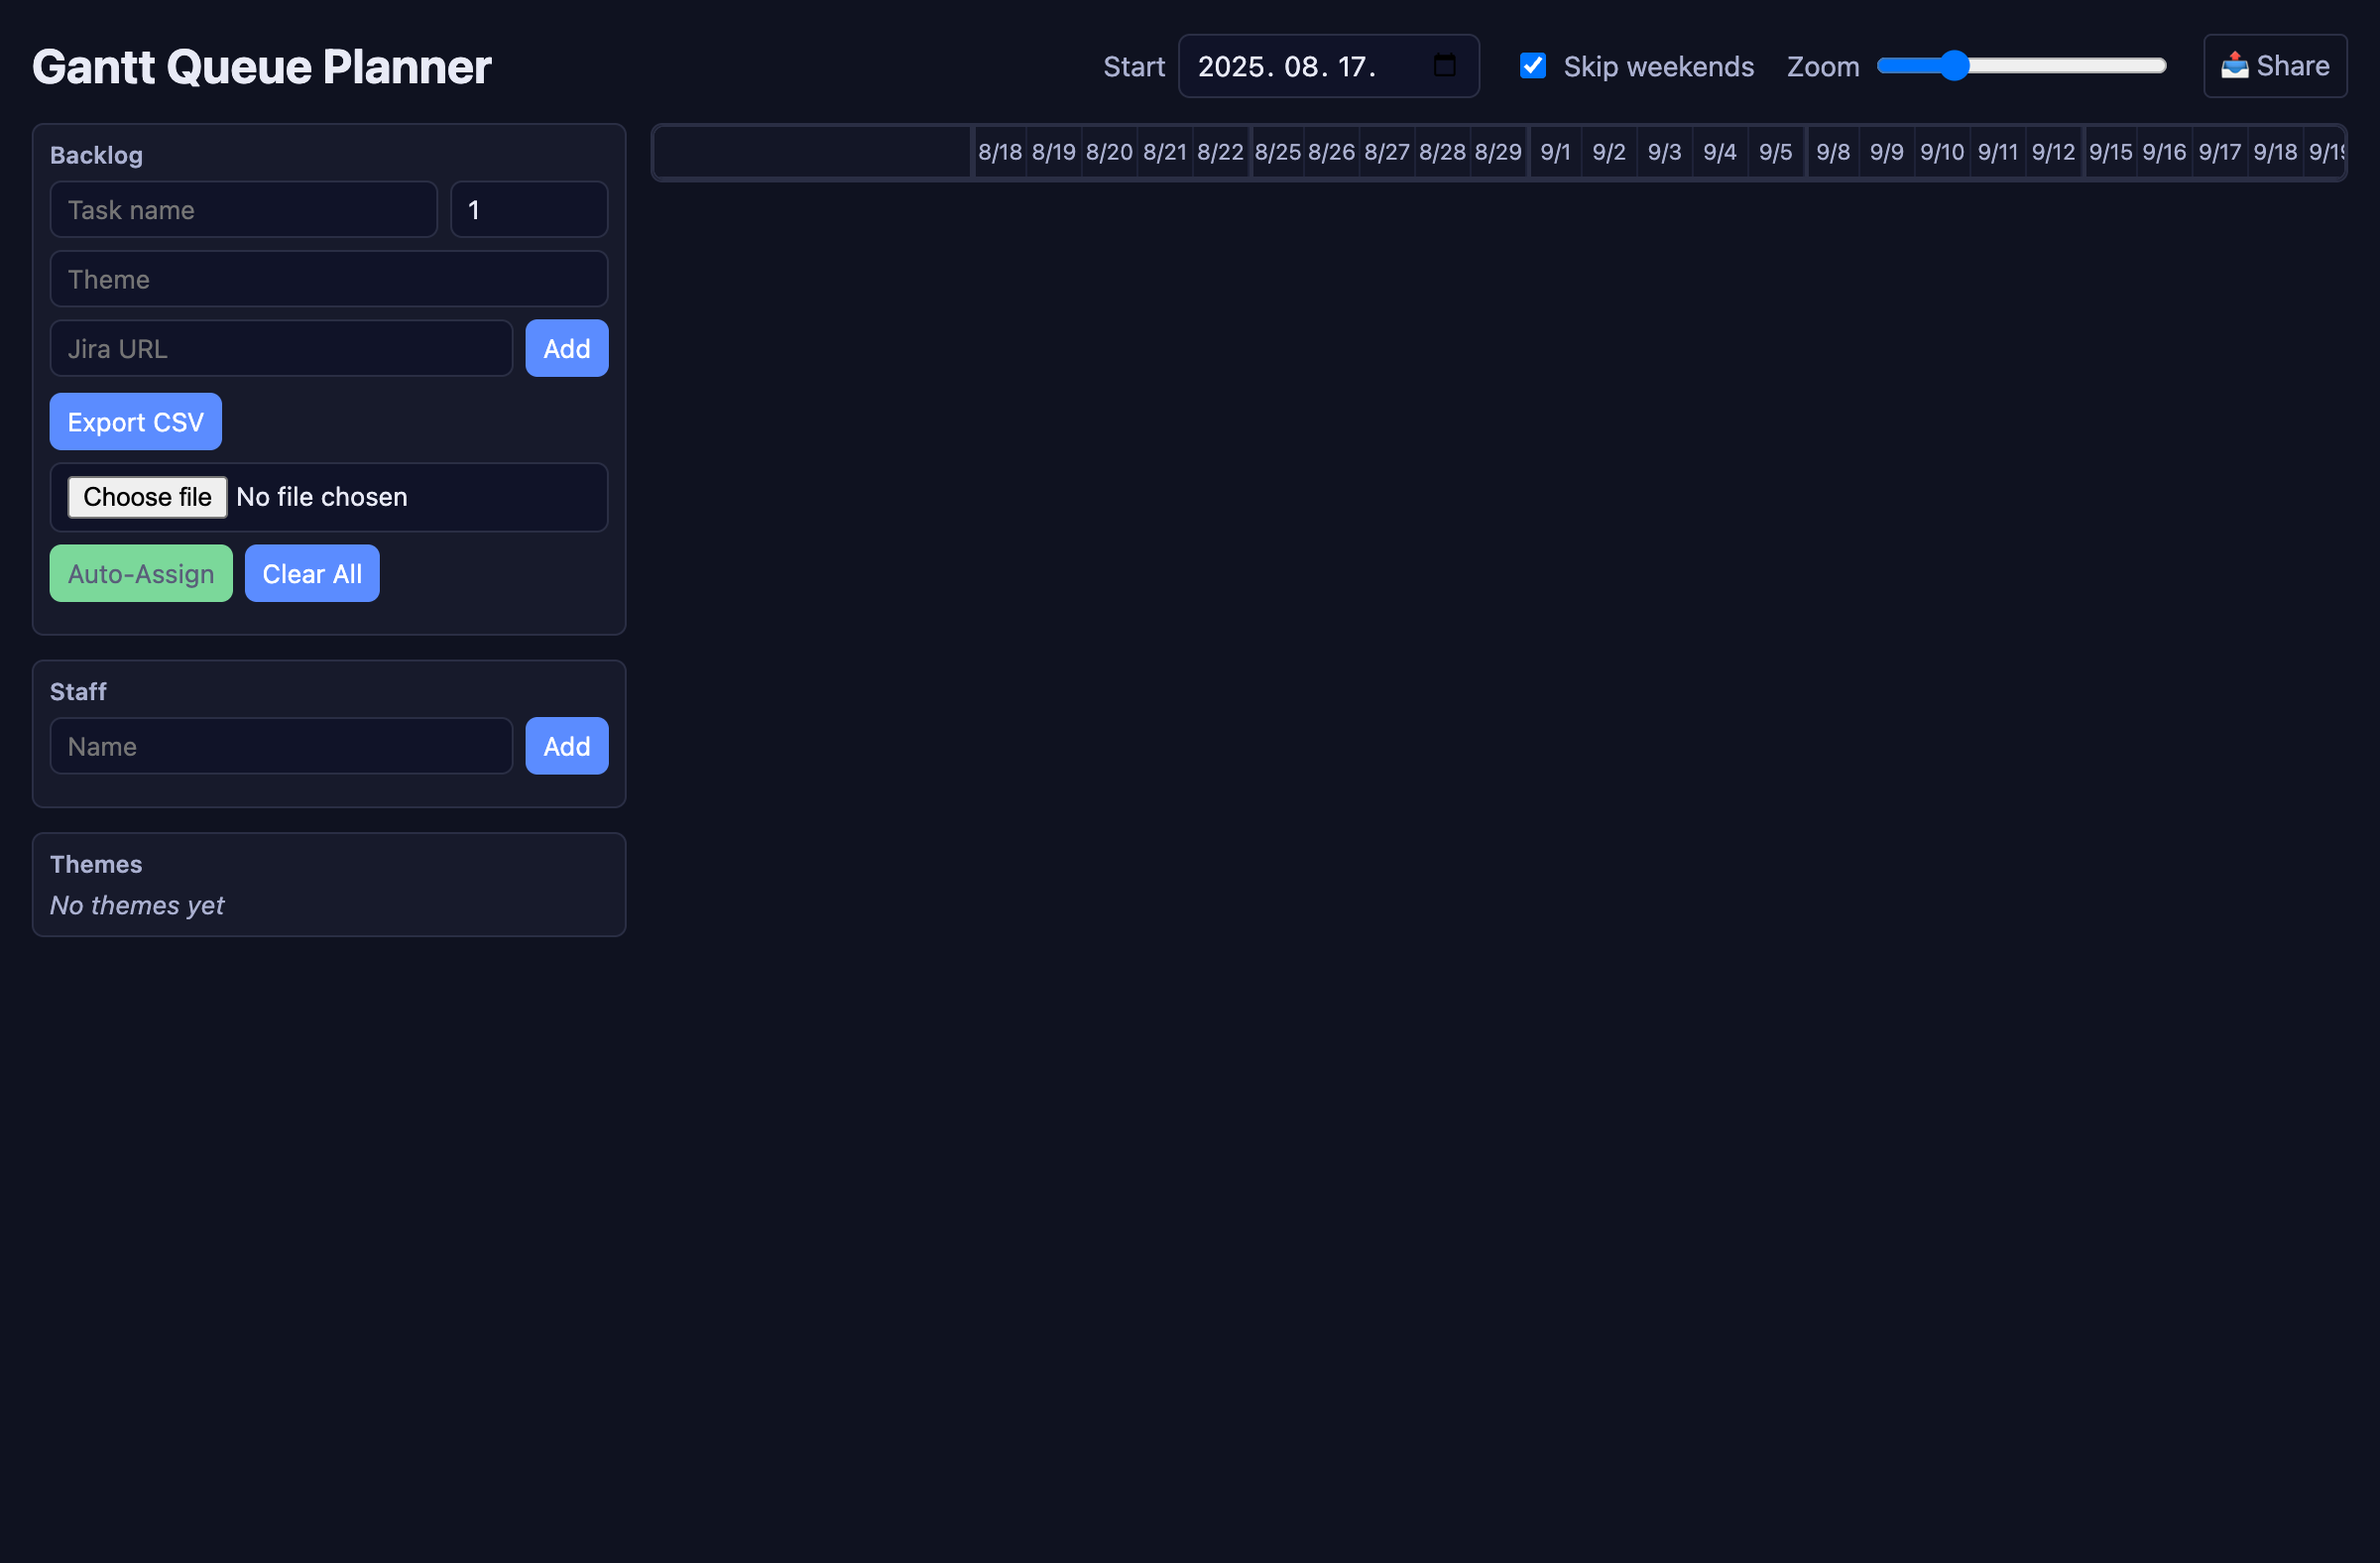 Gantt Queue Planner
Start 2025. 08. 17. Skip weekends Zoom Share
Backlog
Task name 1
Theme
Jira URL Add
Export CSV
Choose file No file chosen
Auto-Assign Clear All
Staff
Name Add
Themes
No themes yet
8/18 8/19 8/20 8/21 8/22 8/25 8/26 8/27 8/28 8/29 9/1 9/2 9/3 9/4 9/5 9/8 9/9 9/10 9/11 9/12 9/15 9/16 9/17 9/18 9/19